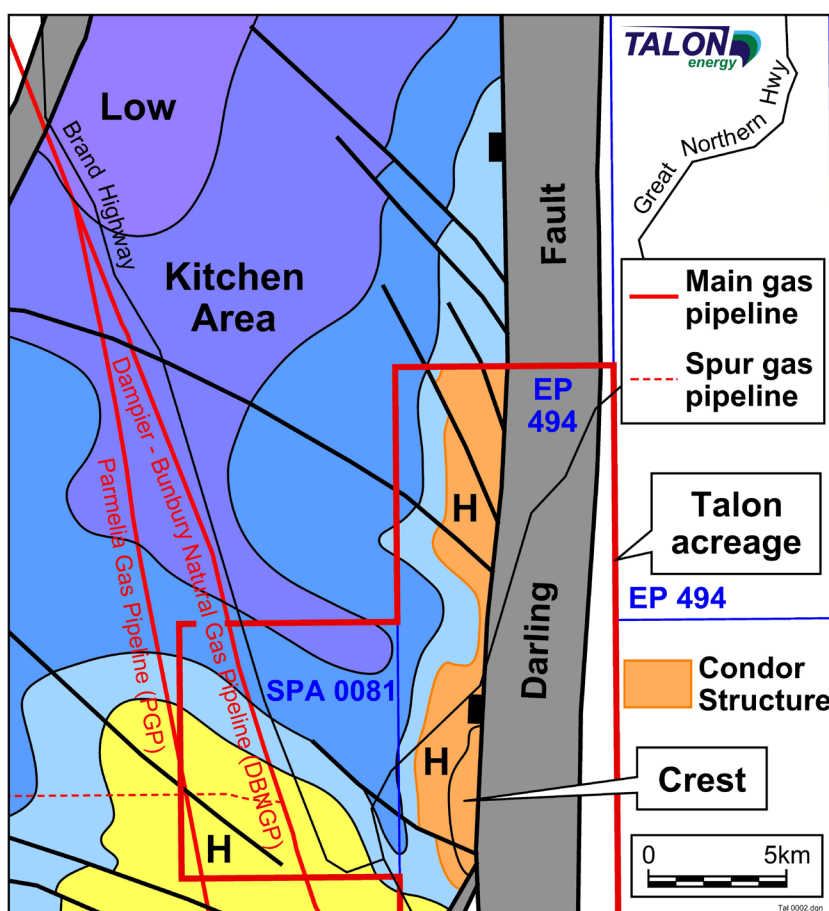 TALON
energy
Great Northern Hwy
Low
Brand Highway
Fault
Kitchen
Area
Main gas
pipeline
Spur gas
pipeline
EP
494
Dampier - Bunbury Natural Gas Pipeline (DBNGP)
Parmelia Gas Pipeline (PGP)
H
Talon
acreage
EP 494
Darling
SPA 0081
Condor
Structure
H
Crest
H
0 5km
Tal 0002.dgn